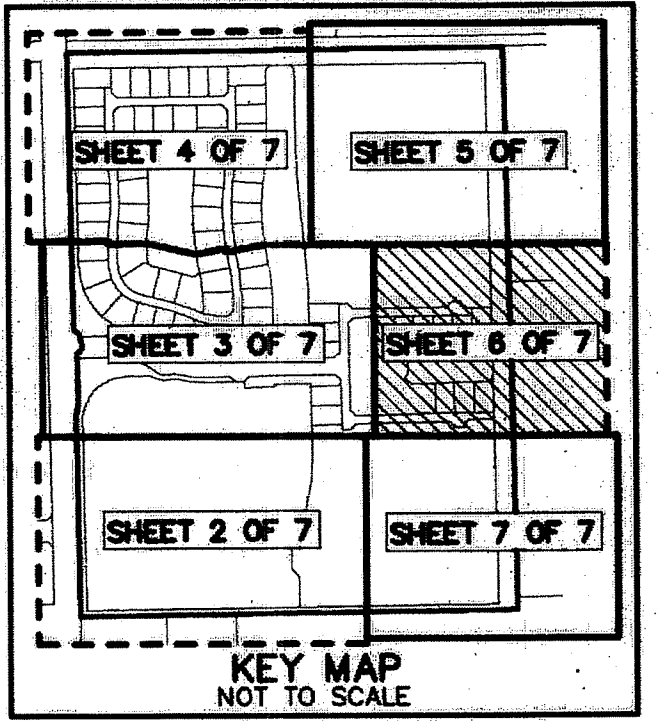 SHEET 4 OF 7
SHEET 5 OF 7
SHEET 3 OF 7
SHEET 6 OF 7
SHEET 2 OF 7
SHEET 7 OF 7
KEY MAP
NOT TO SCALE